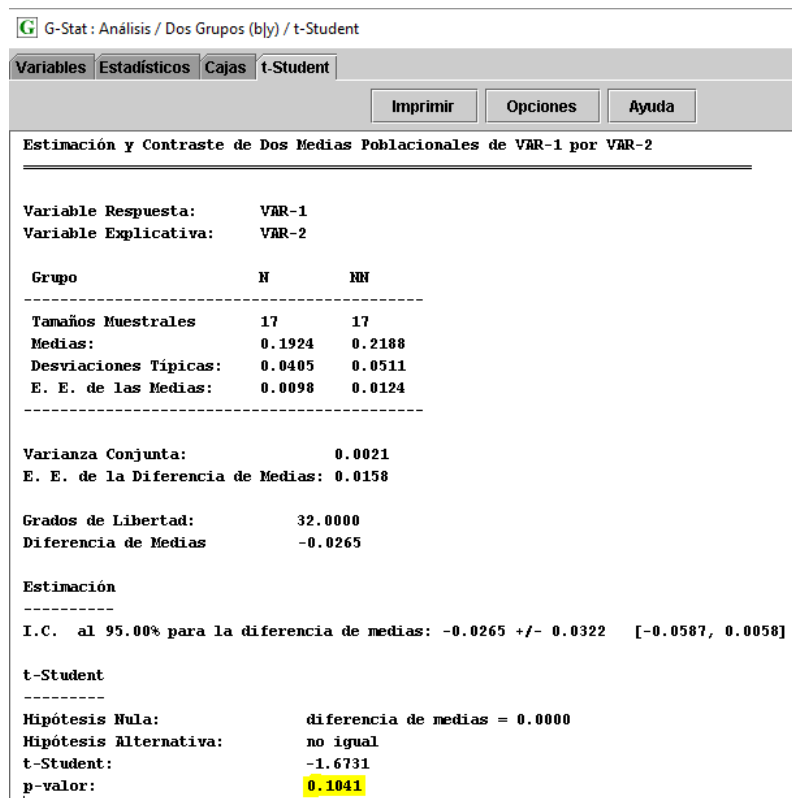 G G-Stat : Análisis / Dos Grupos (b|y) / t-Student
Variables Estadísticos Cajas t-Student
Imprimir Opciones Ayuda
Estimación y Contraste de Dos Medias Poblacionales de VAR-1 por VAR-2
Variable Respuesta: VAR-1
Variable Explicativa: VAR-2
Grupo N NN
Tamaños Muestrales 17 17
Medias: 0.1924 0.2188
Desviaciones Típicas: 0.0405 0.0511
E. E. de las Medias: 0.0098 0.0124
Varianza Conjunta: 0.0021
E. E. de la Diferencia de Medias: 0.0158
Grados de Libertad: 32.0000
Diferencia de Medias -0.0265
Estimación
I.C. al 95.00% para la diferencia de medias: -0.0265 +/- 0.0322 [-0.0587, 0.0058]
t-Student
Hipótesis Nula: diferencia de medias = 0.0000
Hipótesis Alternativa: no igual
t-Student: -1.6731
p-valor: 0.1041